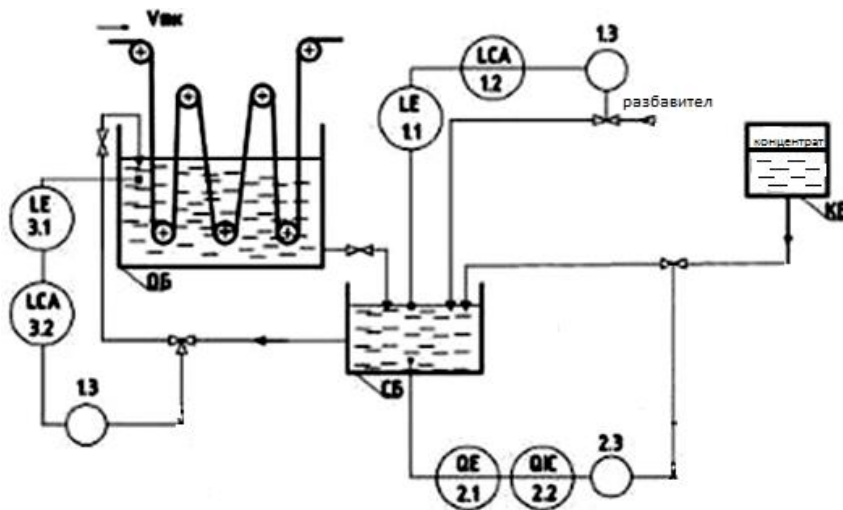 Vпк
LCA
1.2
1.3
LE
1.1
разбавител
концентрат
КБ
LE
3.1
ОБ
LCA
3.2
1.3
СБ
QE
2.1
QIC
2.2
2.3